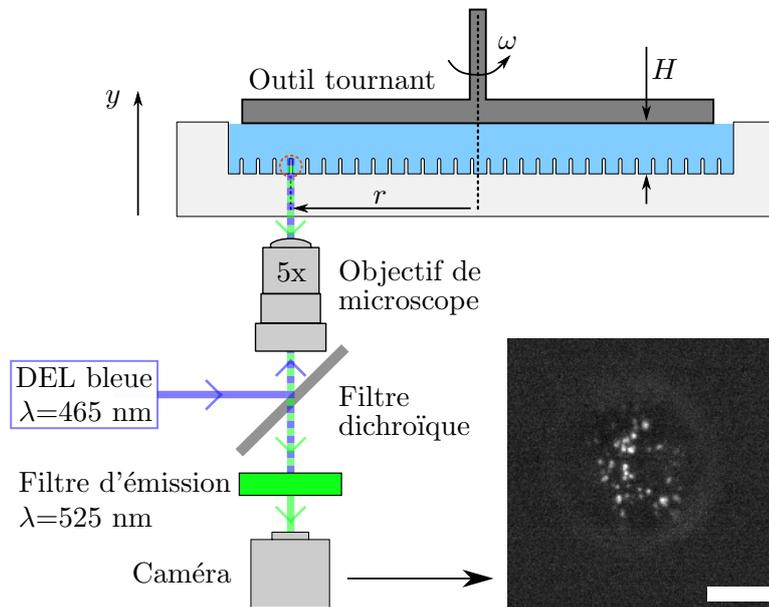 ω
Outil tournant
H
y
r
5x
Objectif de
microscope
DEL bleue
λ=465 nm
Filtre
dichroïque
Filtre d'émission
λ=525 nm
Caméra